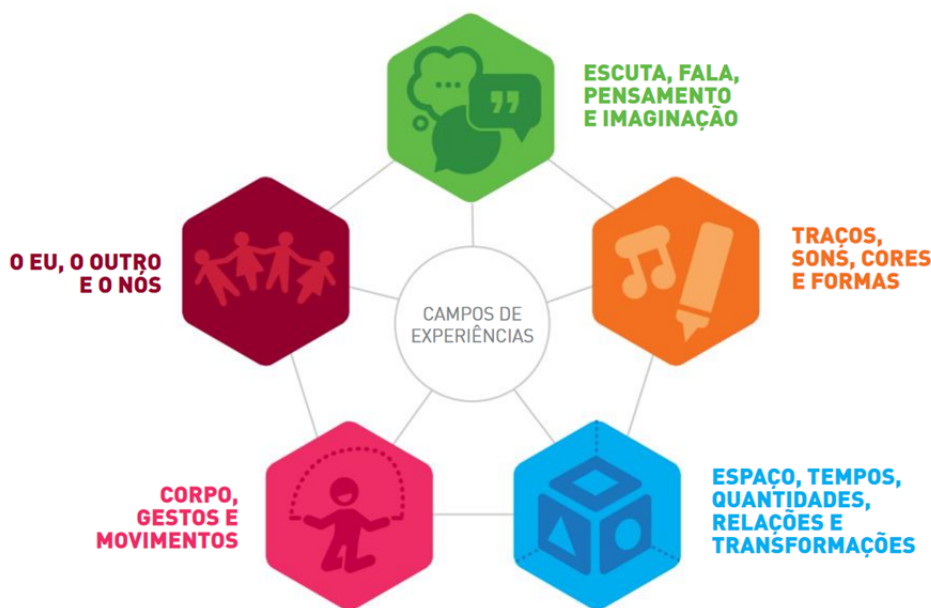 ESCUTA, FALA,
PENSAMENTO
E IMAGINAÇÃO
O EU, O OUTRO
E O NÓS
TRAÇOS,
SONS, CORES
E FORMAS
CAMPOS DE
EXPERIÊNCIAS
CORPO,
GESTOS E
MOVIMENTOS
ESPAÇO, TEMPOS,
QUANTIDADES,
RELAÇÕES E
TRANSFORMAÇÕES